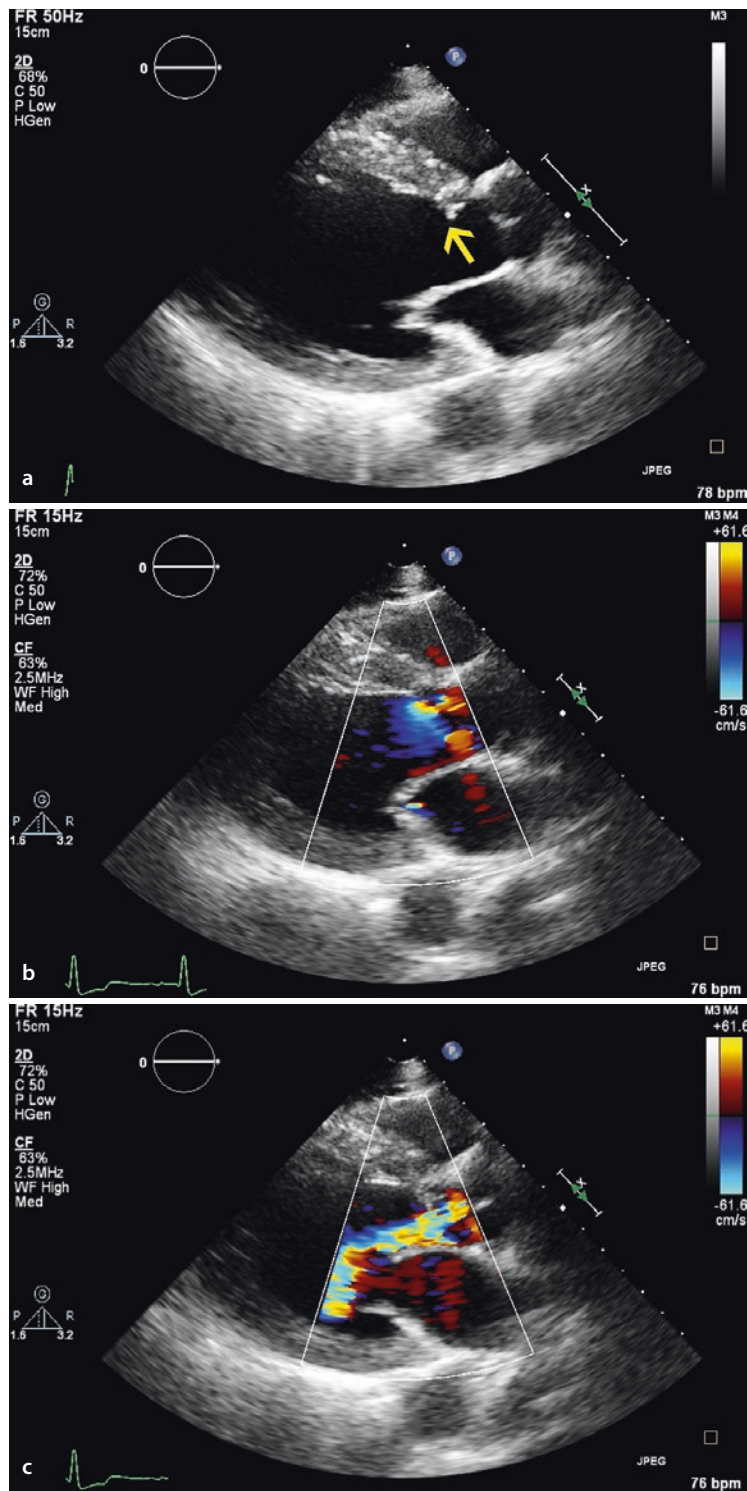 FR 50Hz
15cm
2D
68%
C 50
P Low
HGen
0
P
M3
X
G
P R
1.6 3.2
JPEG
a
78 bpm
FR 15Hz
15cm
2D
72%
C 50
P Low
HGen
CF
63%
2.5MHz
WF High
Med
0
P
M3 M4
+61.6
-61.6
cm/s
X
G
P R
1.6 3.2
JPEG
b
76 bpm
FR 15Hz
15cm
2D
72%
C 50
P Low
HGen
CF
63%
2.5MHz
WF High
Med
0
P
M3 M4
+61.6
-61.6
cm/s
X
G
P R
1.6 3.2
JPEG
c
76 bpm